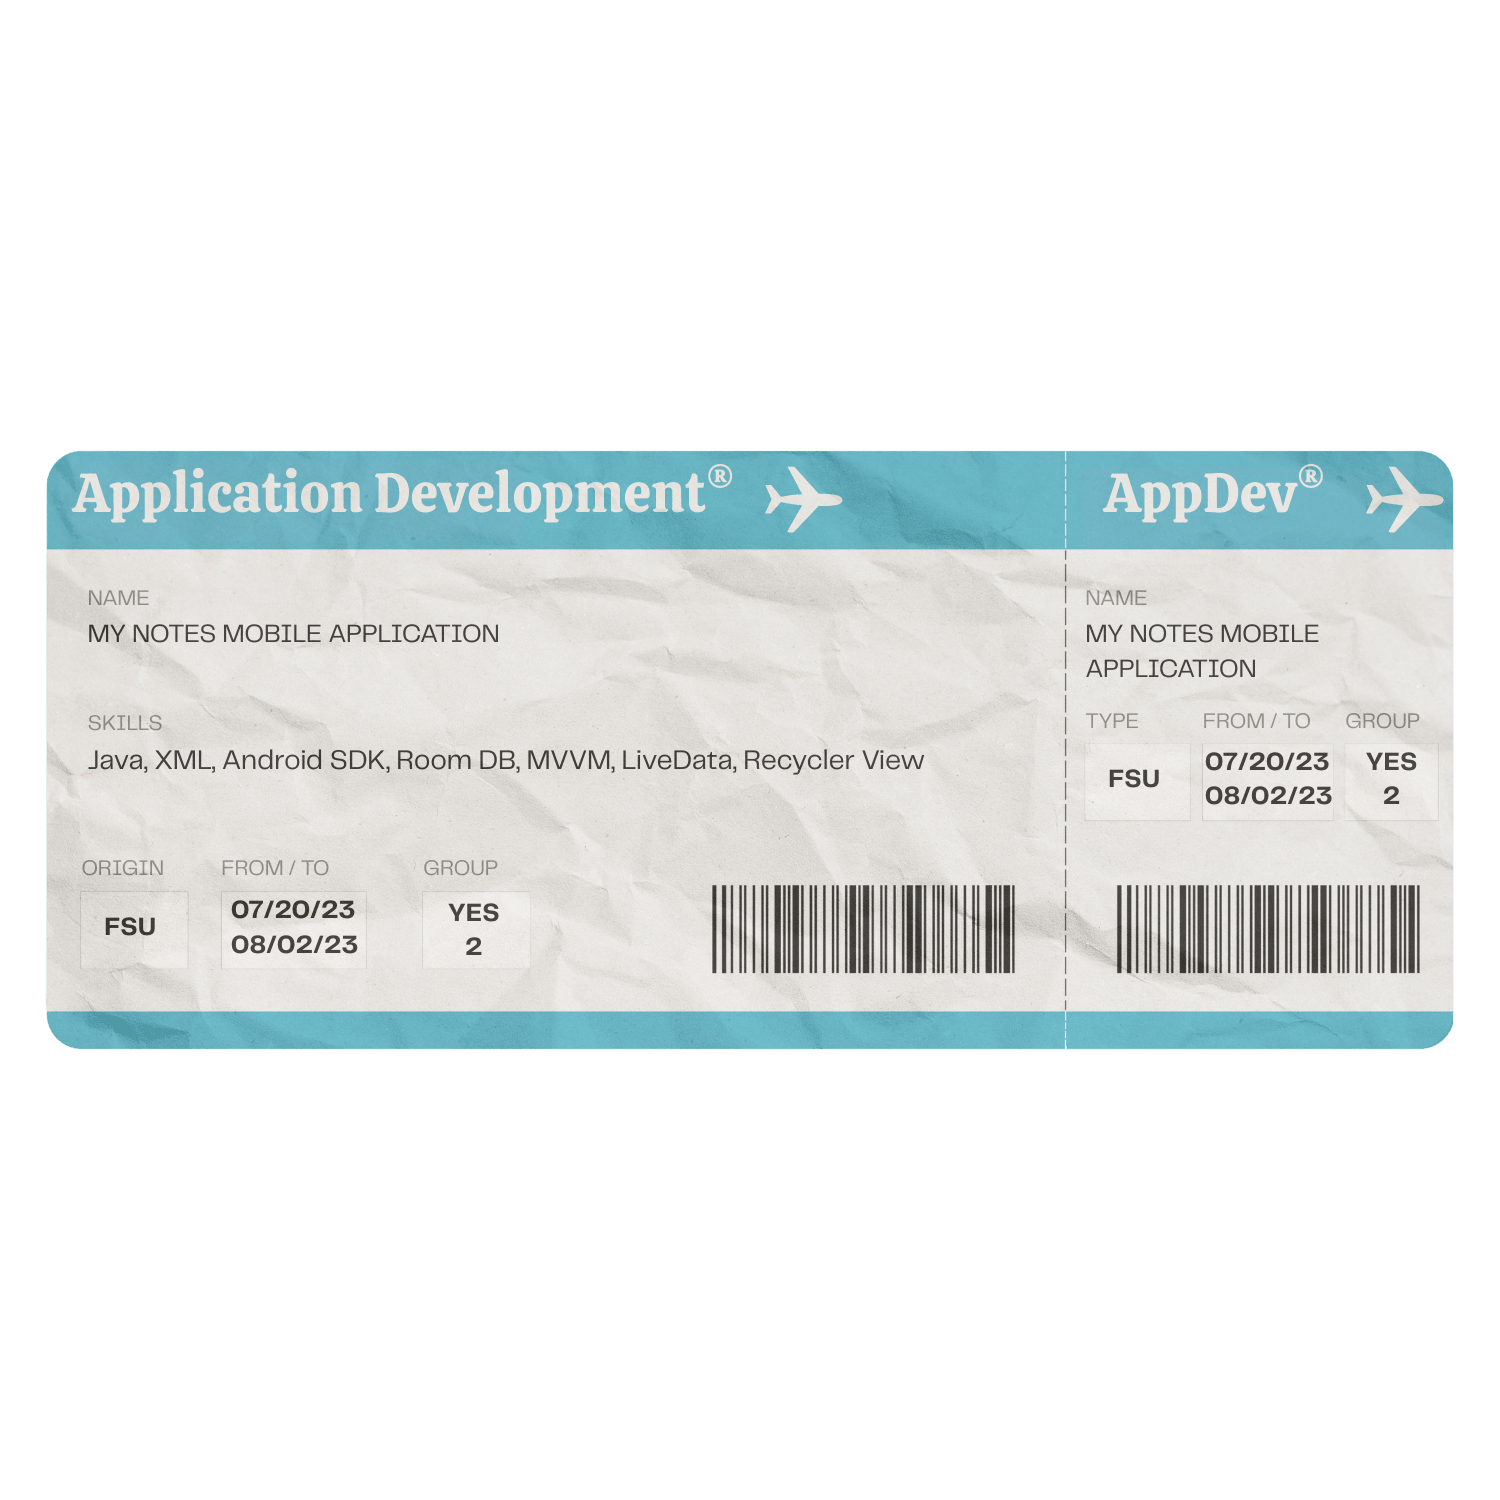 Application Development®
NAME
MY NOTES MOBILE APPLICATION
SKILLS
Java, XML, Android SDK, Room DB, MVVM, LiveData, Recycler View
ORIGIN
FROM / TO
GROUP
FSU
07/20/23
08/02/23
YES
2
AppDev®
NAME
MY NOTES MOBILE
APPLICATION
TYPE
FROM / TO
GROUP
FSU
07/20/23
08/02/23
YES
2